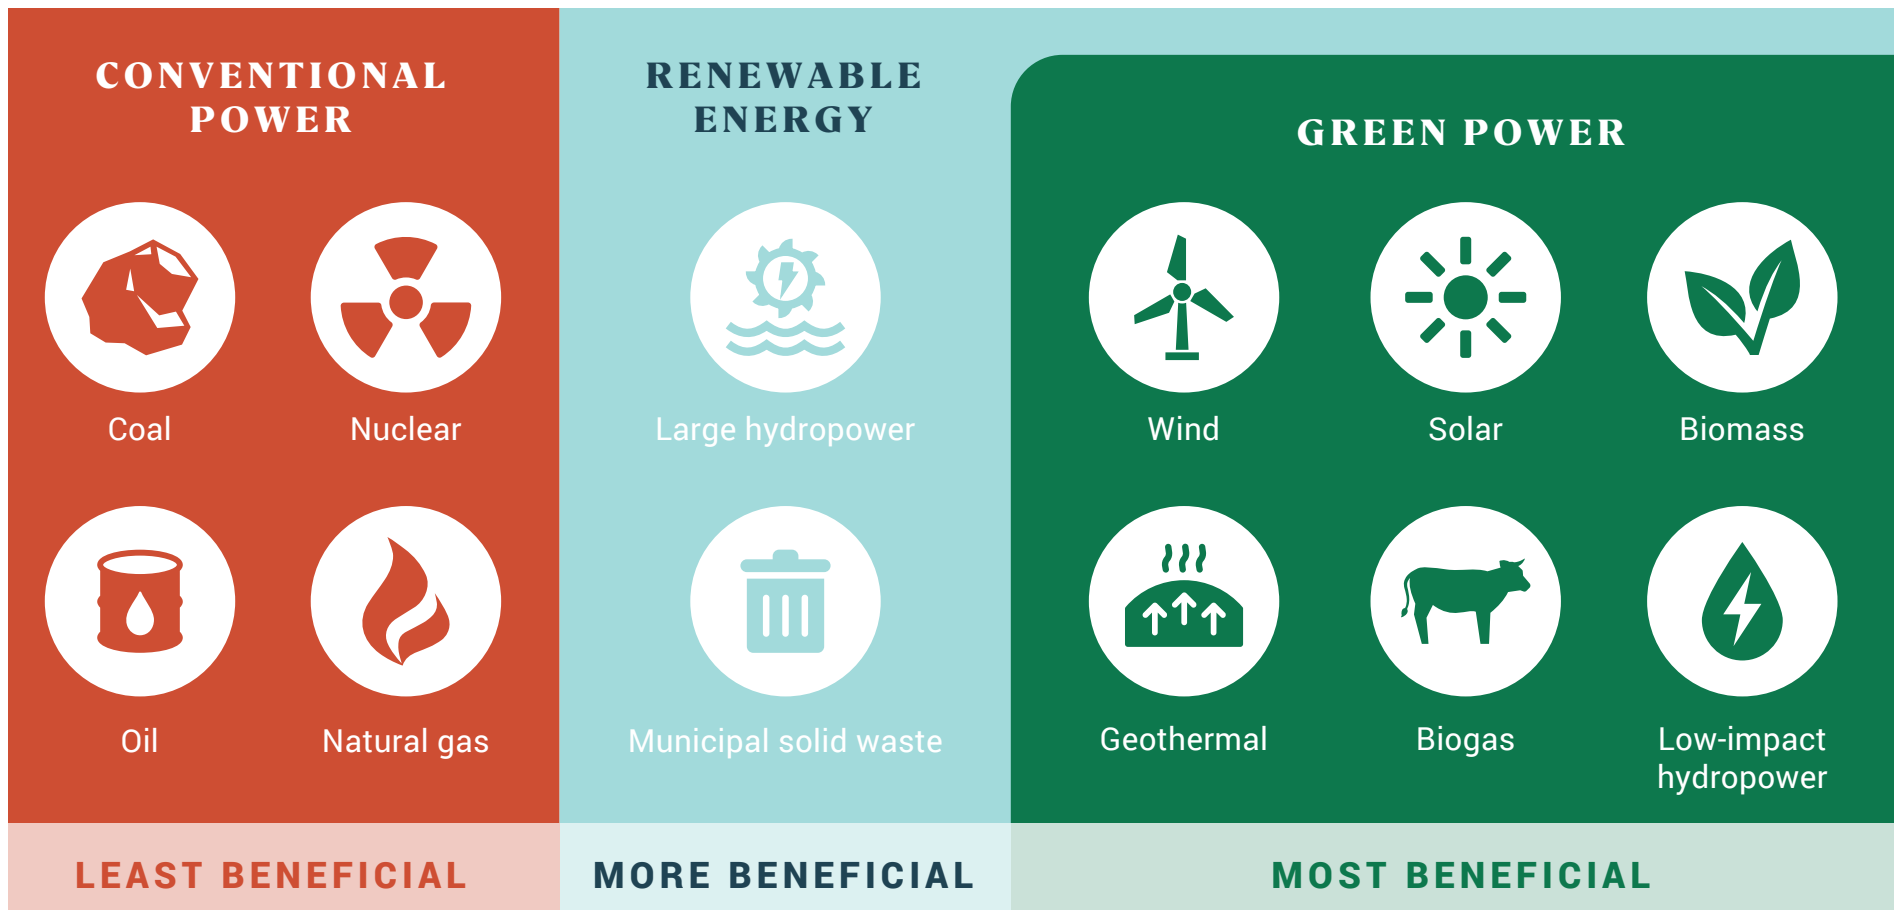 CONVENTIONAL
POWER
Coal
Nuclear
Oil
Natural gas
LEAST BENEFICIAL
RENEWABLE
ENERGY
Large hydropower
Municipal solid waste
MORE BENEFICIAL
GREEN POWER
Wind
Solar
Biomass
Geothermal
Biogas
Low-impact
hydropower
MOST BENEFICIAL